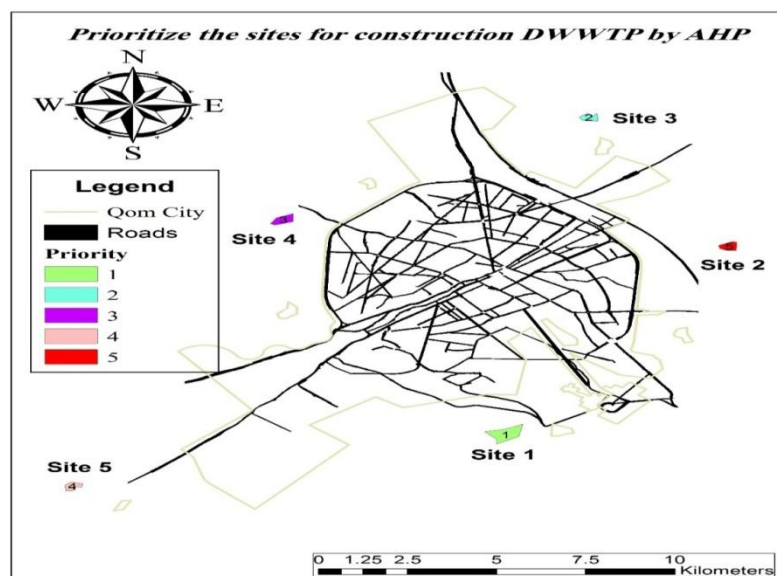 Prioritize the sites for construction DWWTP by AHP
N
W E
S
2 Site 3
Legend
Qom City
Roads
Priority
1
2
3
4
5
3
Site 4
5
Site 2
1
Site 1
Site 5
4
0 1.25 2.5 5 7.5 10
Kilometers